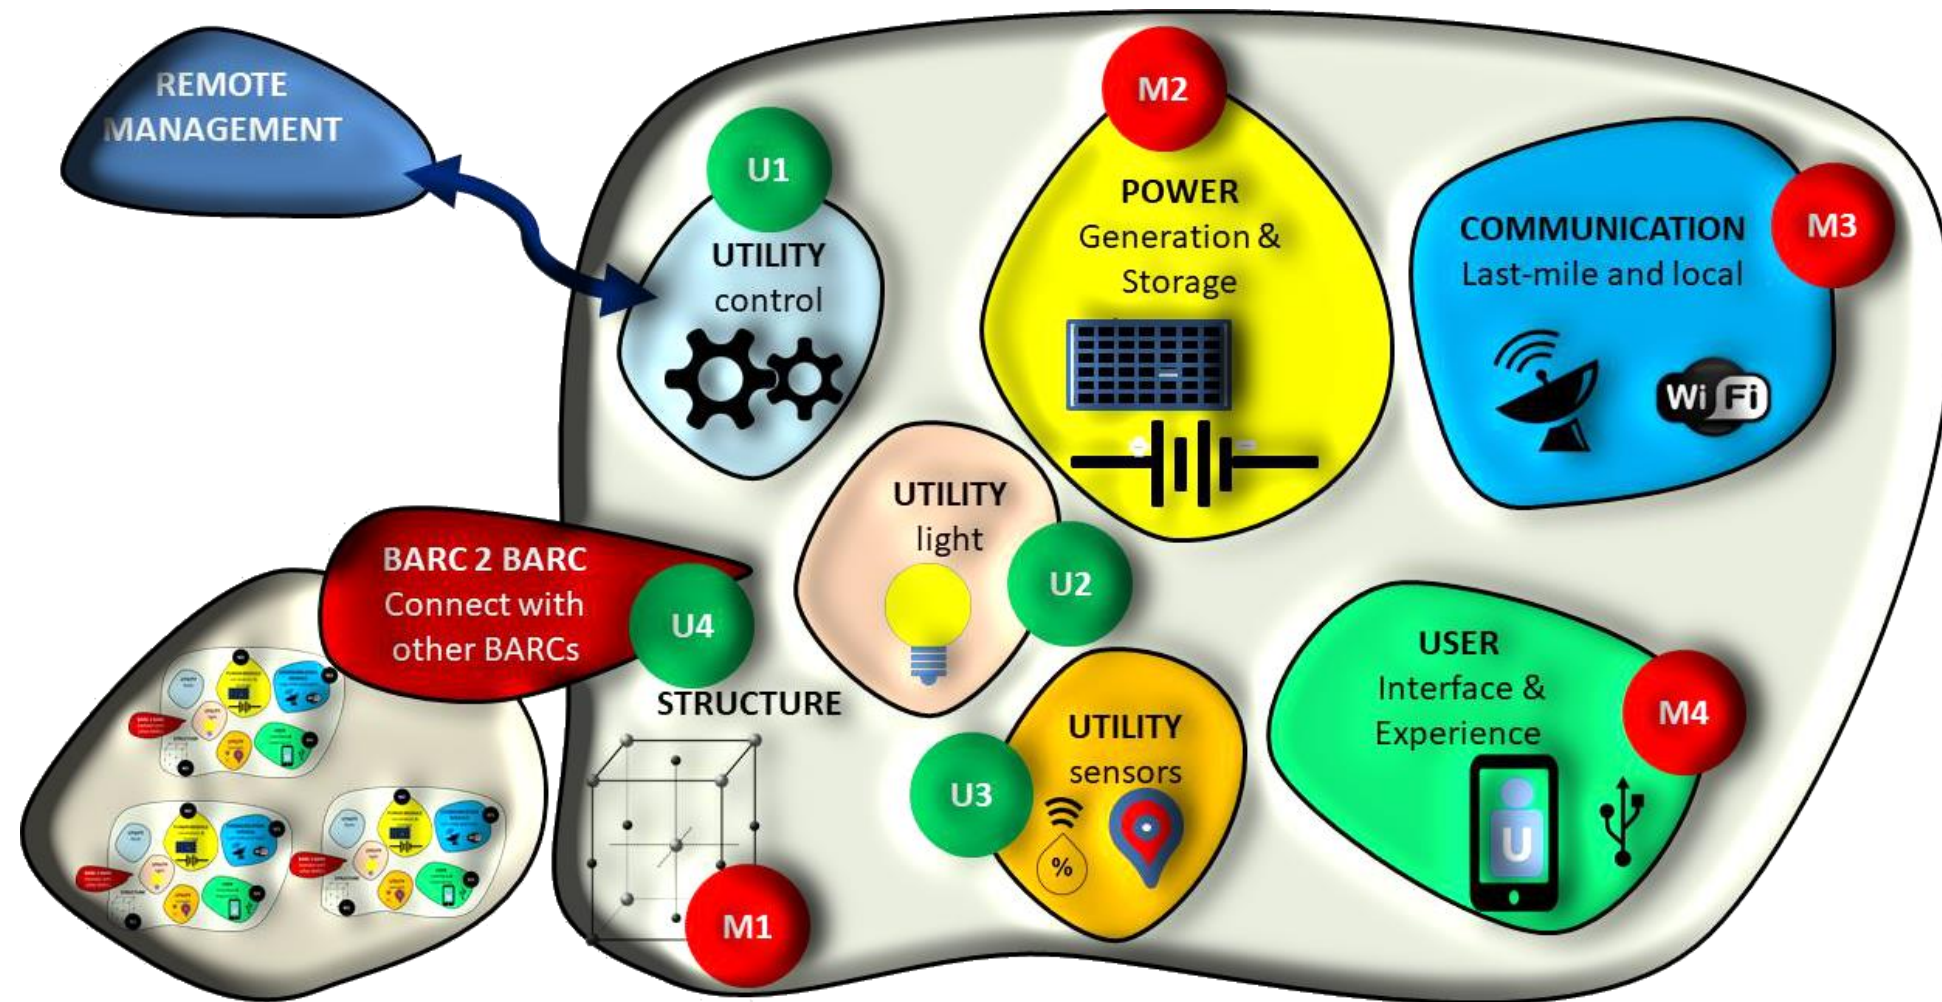 REMOTE
MANAGEMENT
U1
UTILITY
control
M2
POWER
Generation &
Storage
M3
COMMUNICATION
Last-mile and local
Wi Fi
UTILITY
light
U2
BARC 2 BARC
Connect with
other BARCs
U4
STRUCTURE
M1
U3
UTILITY
sensors
%
USER
Interface &
Experience
U
M4